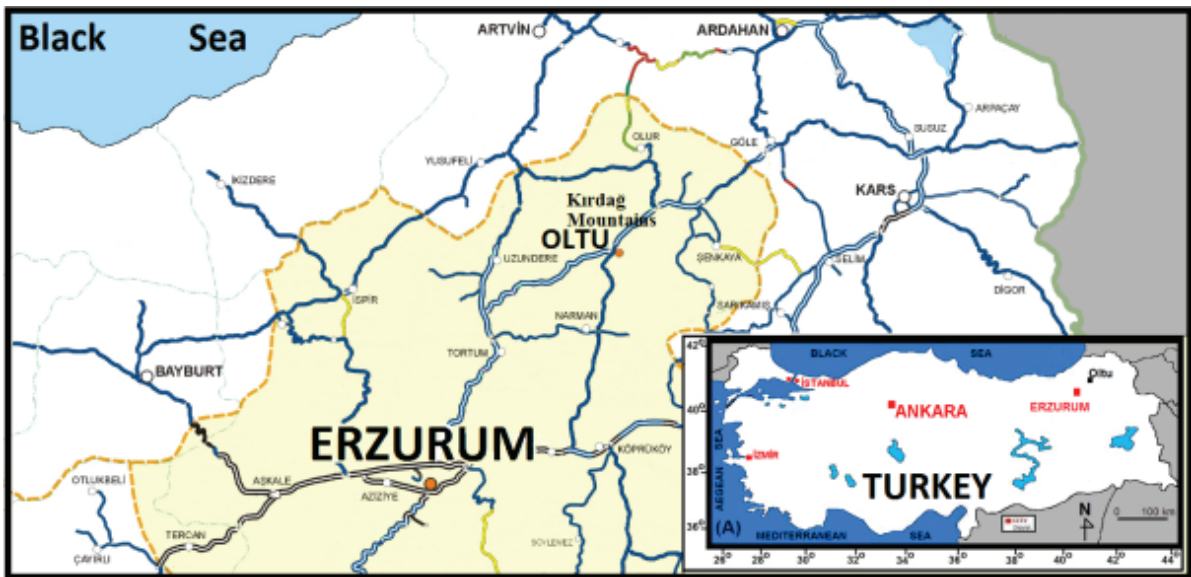 Black Sea
ARTVİN
ARDAHAN
ARPAÇAY
SUSUZ
OLUR
GÖLE
YUSUFELİ
İKİZDERE
KARS
Kırdağ
Mountains
OLTU
UZUNDERE
ŞENKAYA
SELİM
DİGOR
İSPİR
SARIKAMIŞ
NARMAN
TORTUM
BAYBURT
ERZURUM
KÖPRÜKÖY
AŞKALE
AZİZİYE
OTLUKBELİ
TERCAN
ÇAYIRLI
SÖYLEMEZ
42
40
38
36
BLACK SEA
İSTANBUL
Oltu
ANKARA
ERZURUM
AEGEAN SEA
İZMİR
TURKEY
N
(A)
0 100 km
MEDITERRANEAN SEA
26° 28 30 32 34 36 38 40 42 44